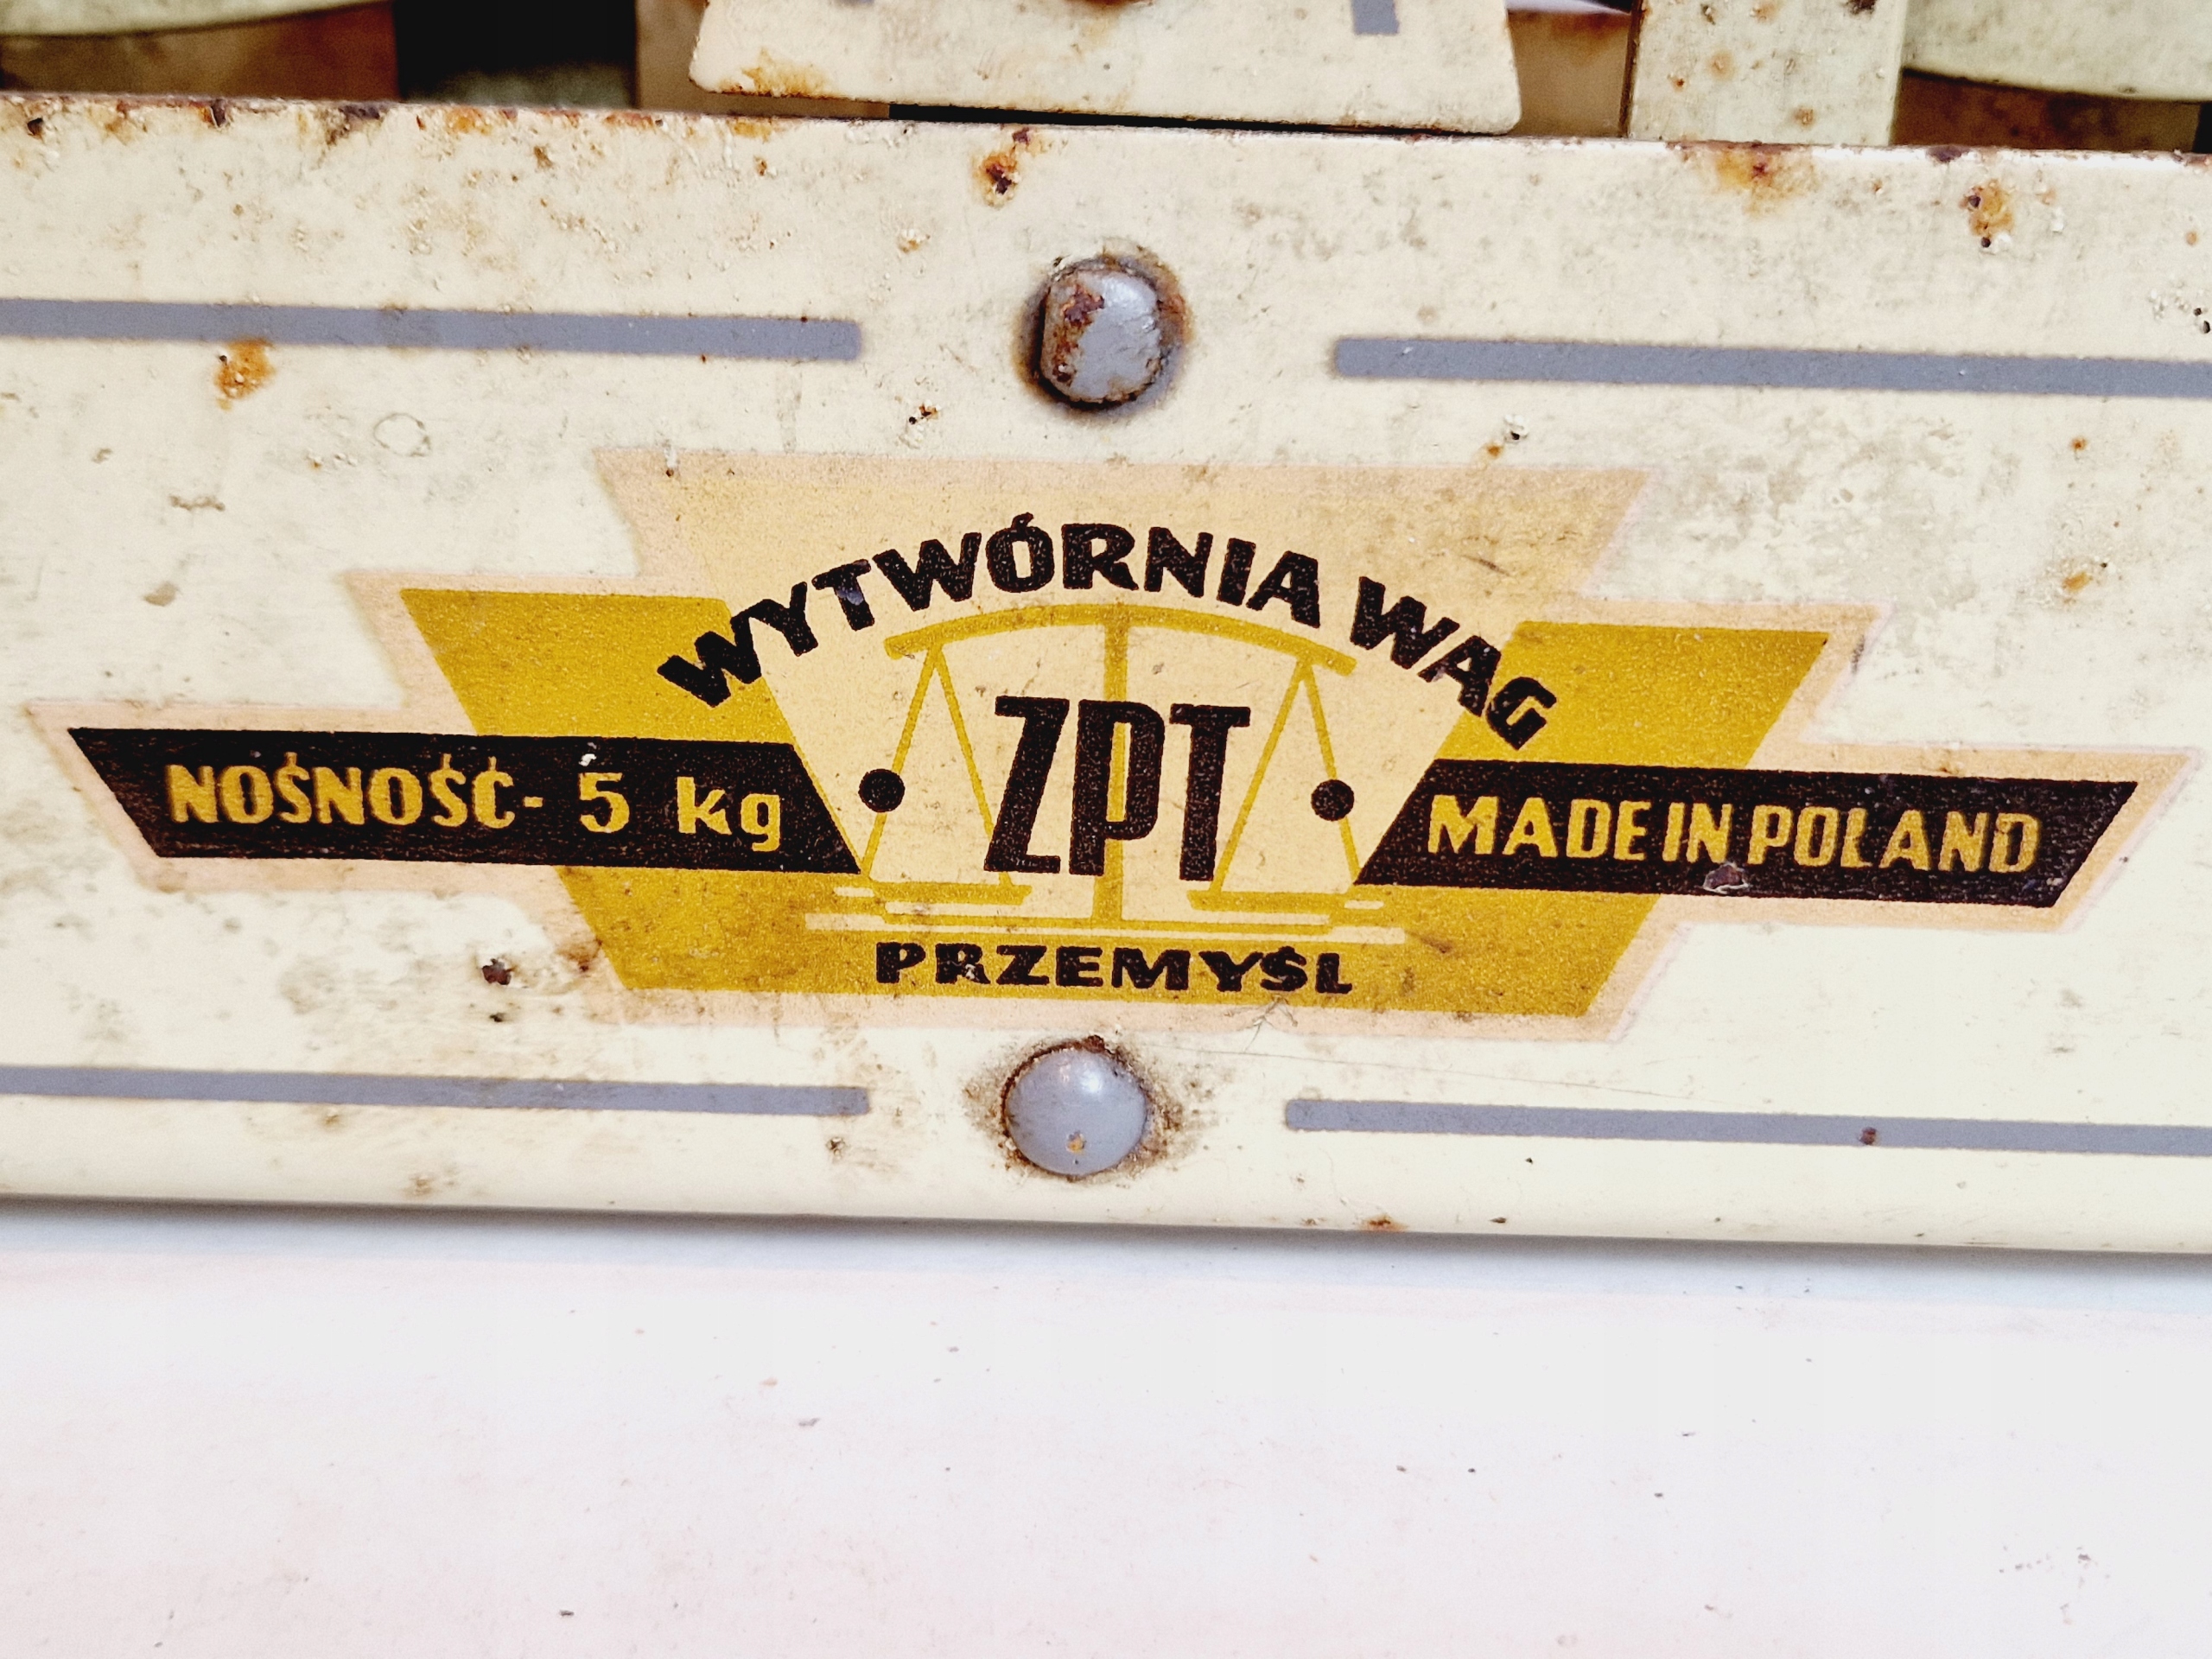 WYTWÓRNIA WAG
ZPT
NOŚNOŚĆ- 5 kg
MADE IN POLAND
PRZEMYŚL